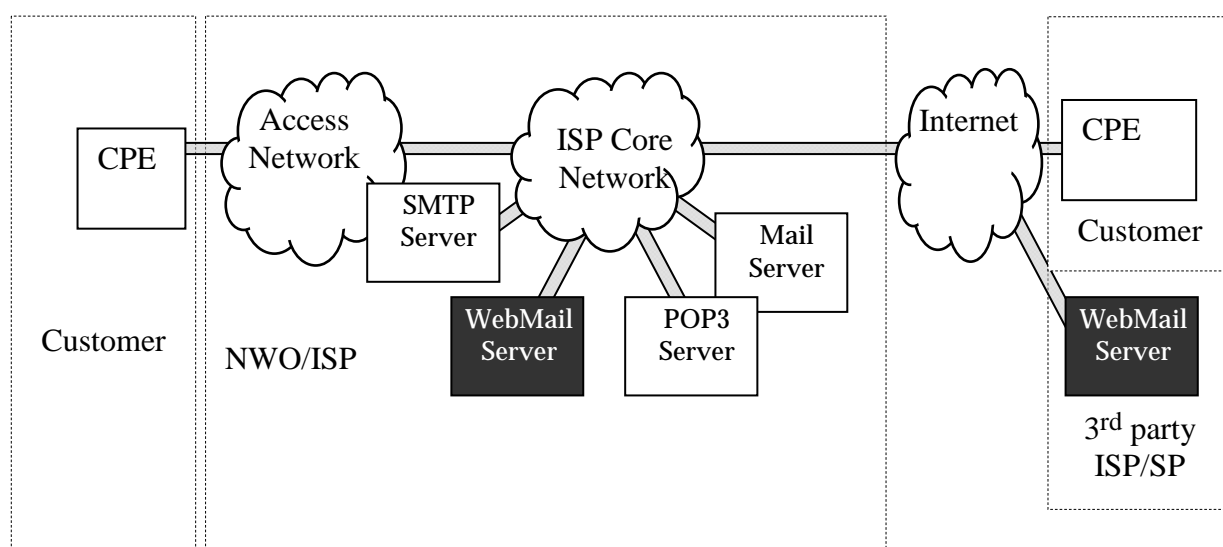 CPE
Access
Network
ISP Core
Network
Internet
CPE
SMTP
Server
Mail
Server
Customer
WebMail
Server
POP3
Server
WebMail
Server
Customer
NWO/ISP
3rd party
ISP/SP